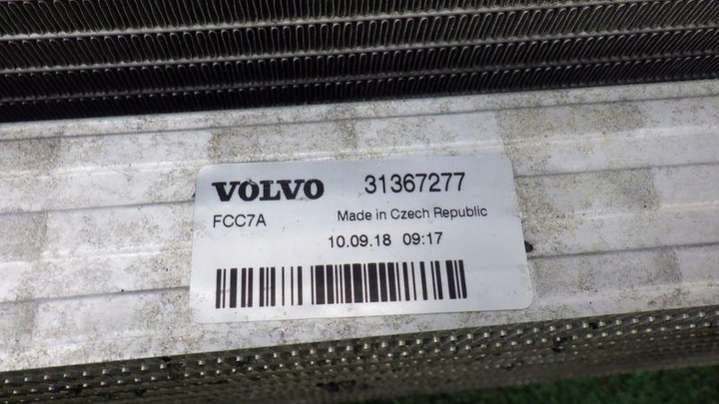 VOLVO 31367277
FCC7A Made in Czech Republic
10.09.18 09:17